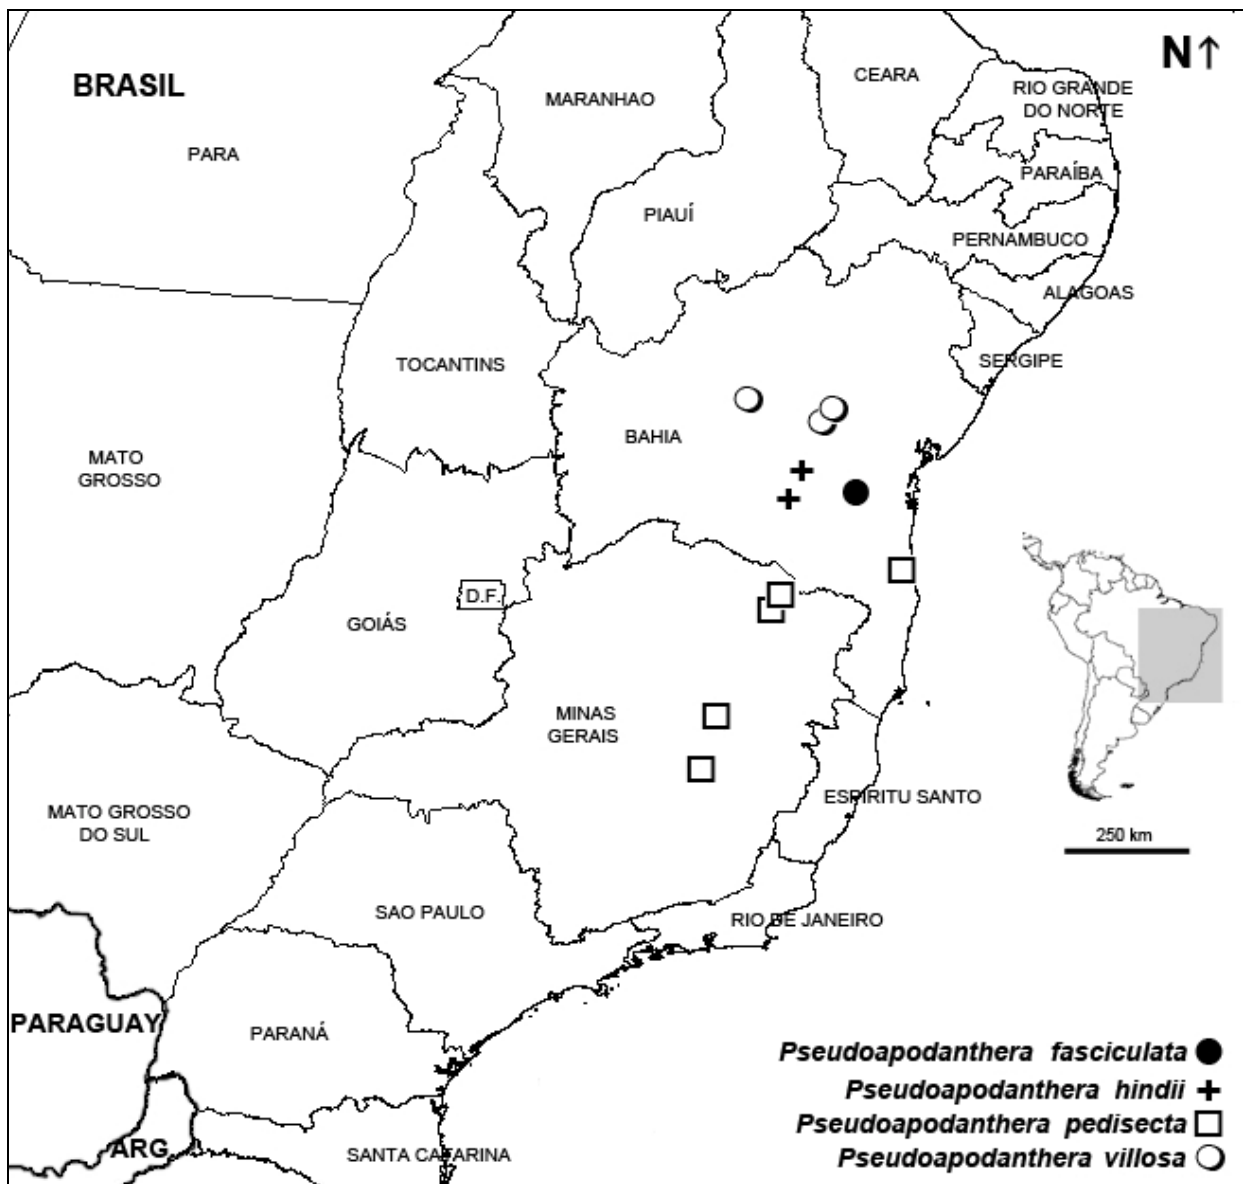 N↑
BRASIL
CEARA
MARANHAO
RIO GRANDE
DO NORTE
PARA
PARAÍBA
PIAUÍ
PERNAMBUCO
ALAGOAS
TOCANTINS
SERGIPE
BAHIA
MATO
GROSSO
D.F.
GOIÁS
MINAS
GERAIS
ESPIRITU SANTO
MATO GROSSO
DO SUL
250 km
SAO PAULO
RIO DE JANEIRO
PARAGUAY
PARANÁ
ARG.
SANTA CATARINA
Pseudoapodanthera fasciculata
Pseudoapodanthera hindii
Pseudoapodanthera pedisecta
Pseudoapodanthera villosa